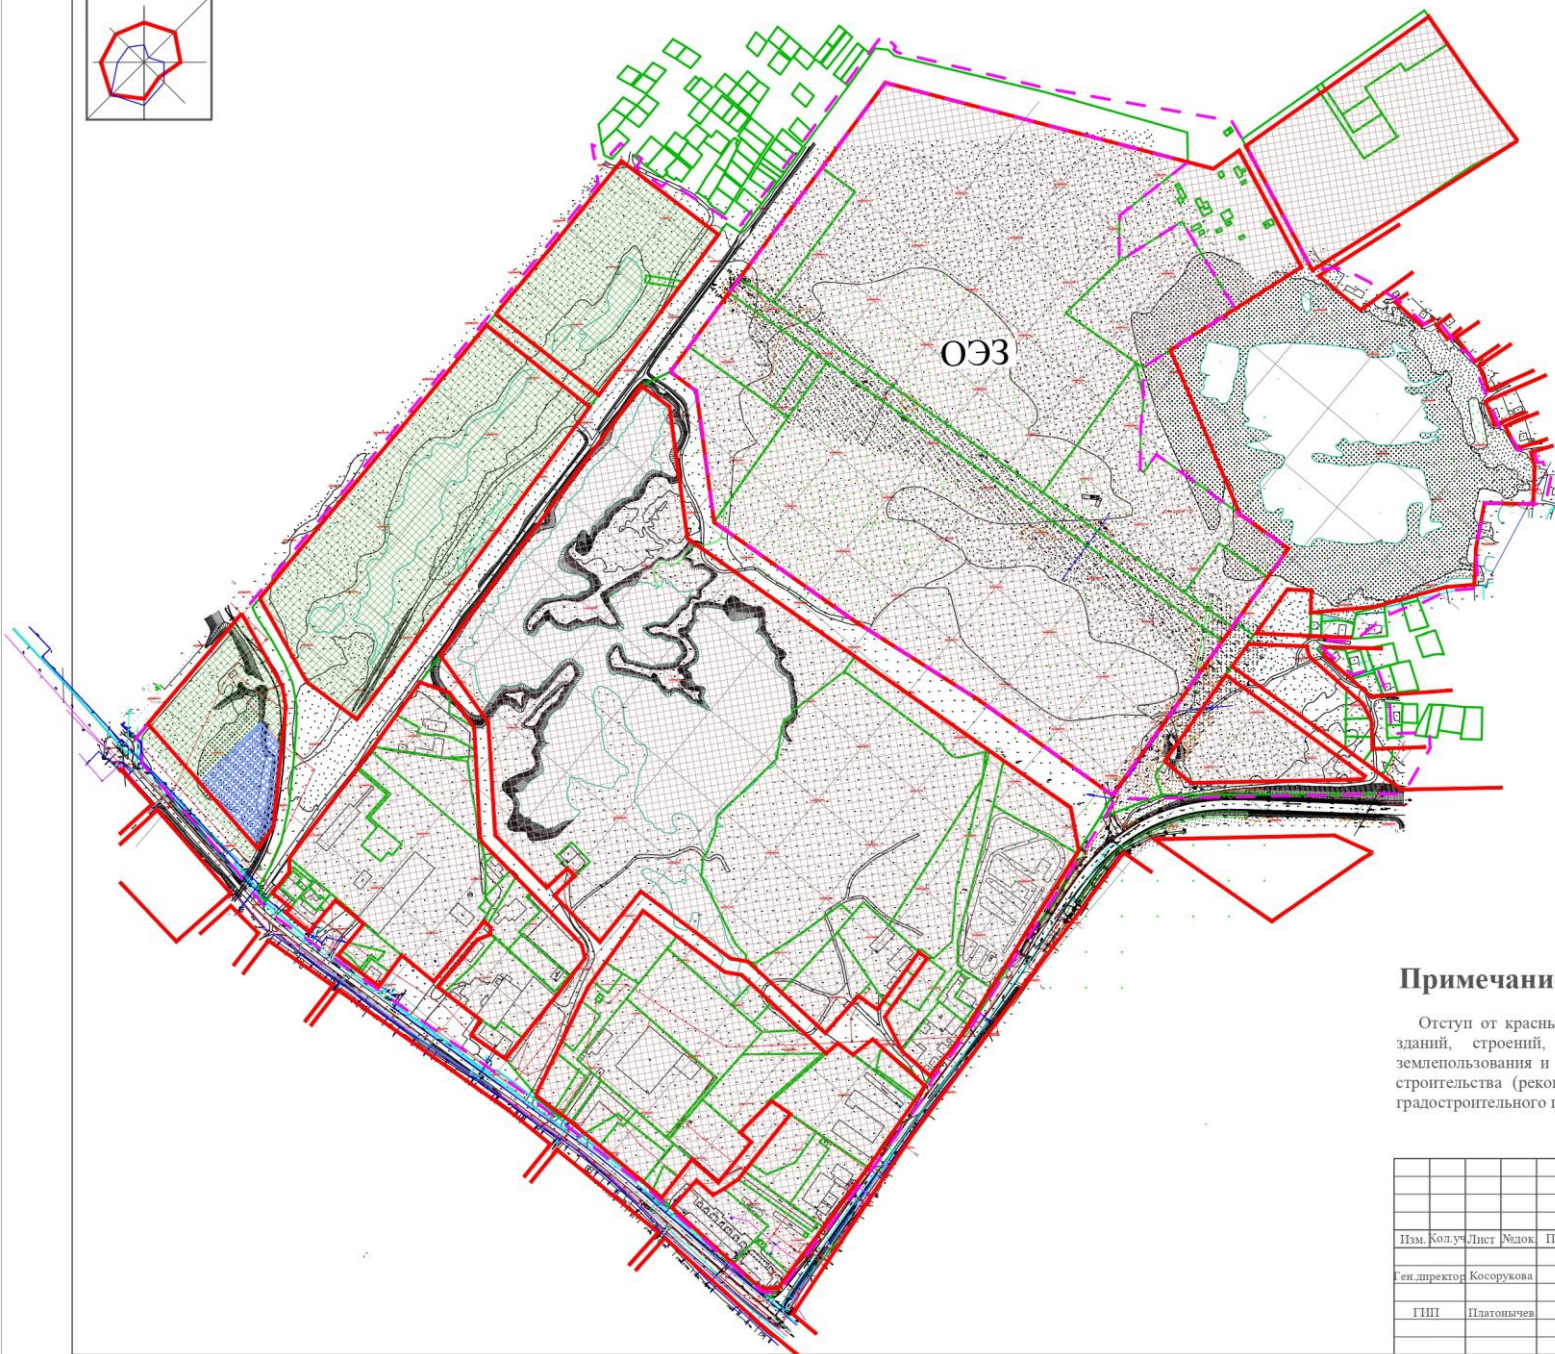 ОЭЗ
Примечани
Отступ от красны
зданий, строений,
землепользования и
строительства (рекон
градостроительного п
Изм. Кол.уч Лист №док. П
Ген.директор Косорукова
ГИП Платонычев